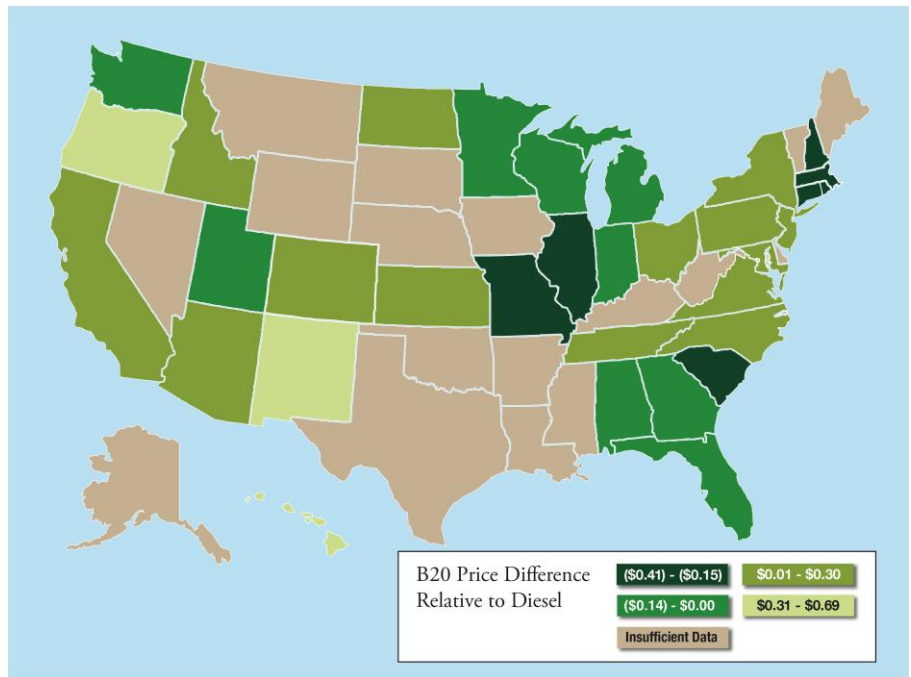 B20 Price Difference
Relative to Diesel
($0.41) - ($0.15)
$0.01 - $0.30
($0.14) - $0.00
$0.31 - $0.69
Insufficient Data